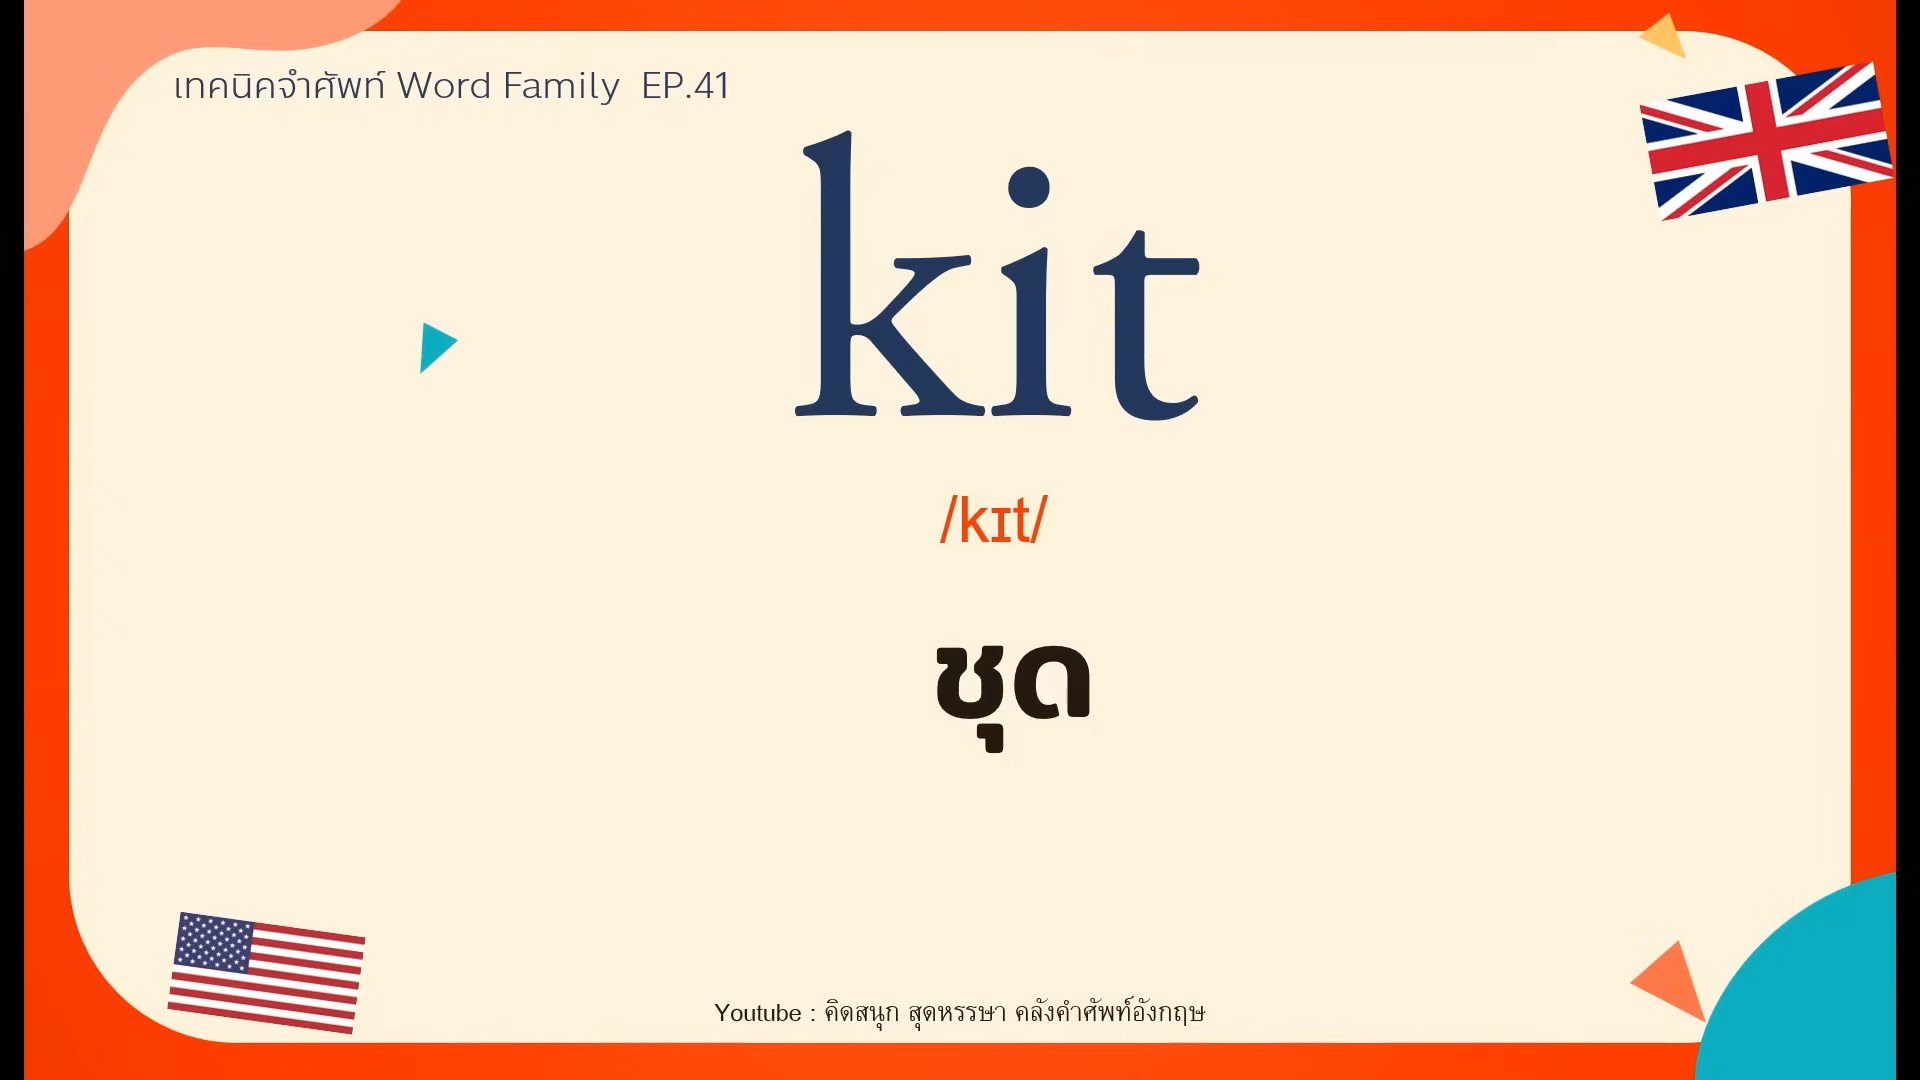 เทคนิคจำศัพท์ Word Family EP.41
kit
/kɪt/
ชุด
Youtube : คิดสนุก สุดหรรษา คลังคำศัพท์อังกฤษ